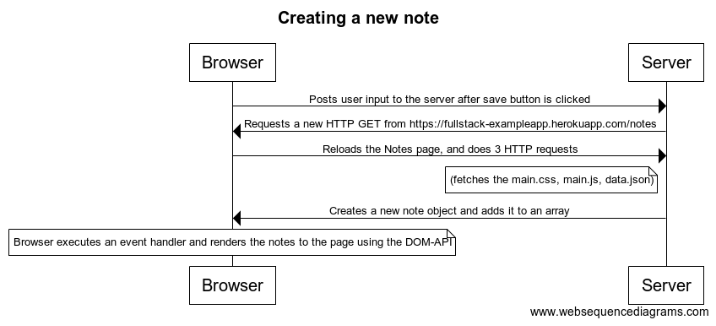 Creating a new note
Browser
Server
Posts user input to the server after save button is clicked
Requests a new HTTP GET from https://fullstack-exampleapp.herokuapp.com/notes
Reloads the Notes page, and does 3 HTTP requests
(fetches the main.css, main.js, data.json)
Creates a new note object and adds it to an array
Browser executes an event handler and renders the notes to the page using the DOM-API
Browser
Server
www.websequencediagrams.com